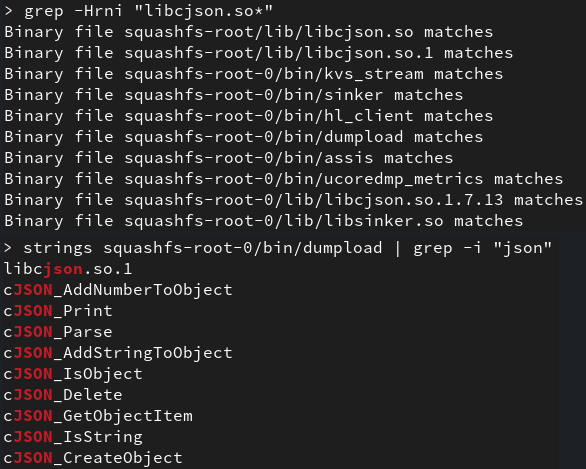 > grep -Hrni "libcjson.so*"
Binary file squashfs-root/lib/libcjson.so matches
Binary file squashfs-root/lib/libcjson.so.1 matches
Binary file squashfs-root-0/bin/kvs_stream matches
Binary file squashfs-root-0/bin/sinker matches
Binary file squashfs-root-0/bin/hl_client matches
Binary file squashfs-root-0/bin/dumpload matches
Binary file squashfs-root-0/bin/assis matches
Binary file squashfs-root-0/bin/ucoredmp_metrics matches
Binary file squashfs-root-0/lib/libcjson.so.1.7.13 matches
Binary file squashfs-root-0/lib/libsinker.so matches
> strings squashfs-root-0/bin/dumpload | grep -i "json"
libcjson.so.1
cJSON_AddNumberToObject
cJSON_Print
cJSON_Parse
cJSON_AddStringToObject
cJSON_IsObject
cJSON_Delete
cJSON_GetObjectItem
cJSON_IsString
cJSON_CreateObject